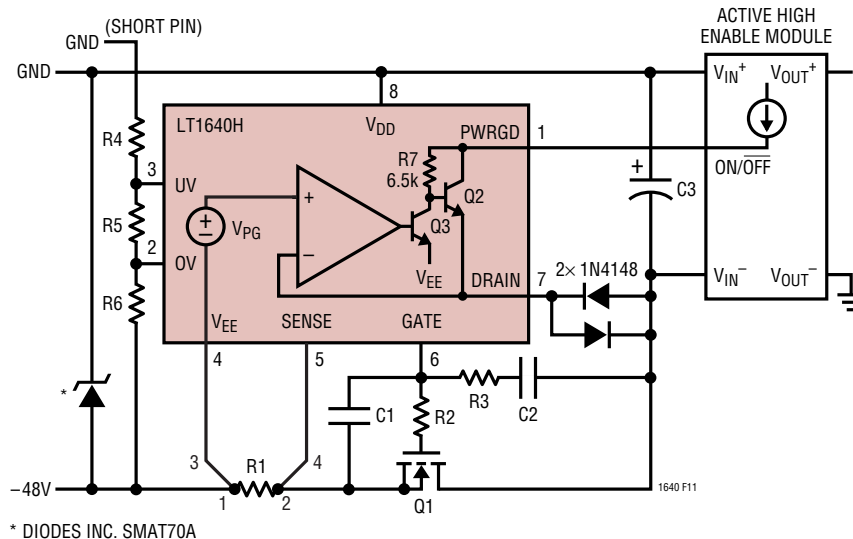 (SHORT PIN)
GND
GND
ACTIVE HIGH
ENABLE MODULE
VIN+
VOUT+
8
LT1640H
VDD
PWRGD
1
R4
R7
6.5k
ON/OFF
3
UV
+
Q2
+
C3
R5
+
−
VPG
Q3
2
OV
−
VEE
DRAIN
7
2× 1N4148
VIN−
VOUT−
R6
VEE
SENSE
GATE
4
5
6
*
C1
R2
R3
C2
3
R1
4
−48V
1
2
Q1
1640 F11
* DIODES INC. SMAT70A